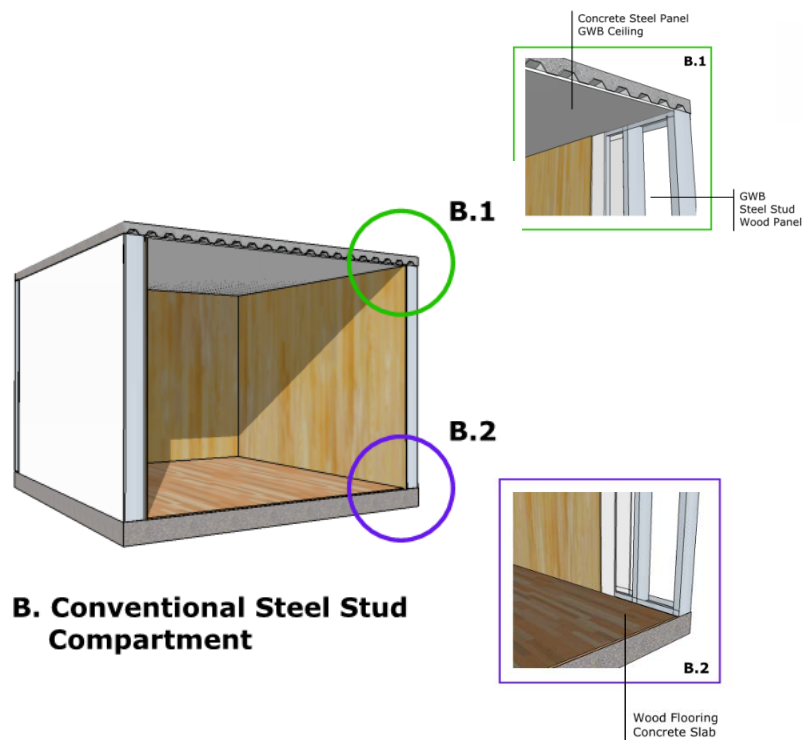 Concrete Steel Panel
GWB Ceiling
B.1
GWB
Steel Stud
Wood Panel
B.1
B.2
B. Conventional Steel Stud
Compartment
B.2
Wood Flooring
Concrete Slab